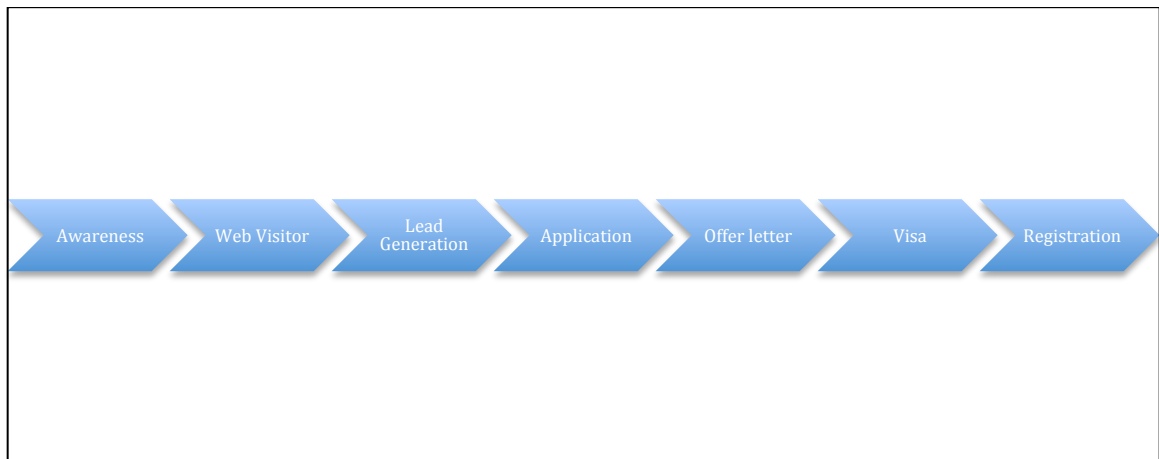 Awareness
Web Visitor
Lead
Generation
Application
Offer letter
Visa
Registration